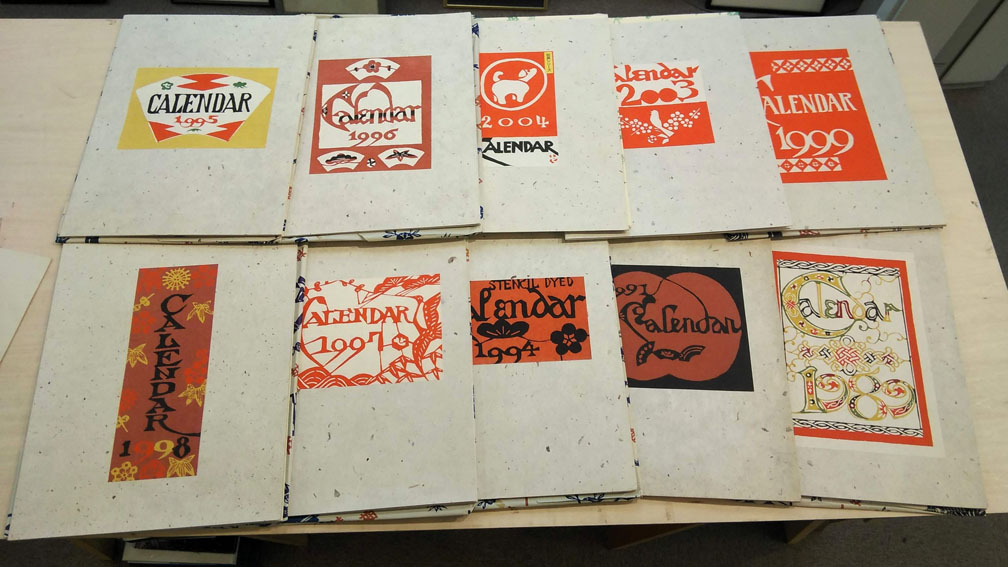 CALENDAR
1995
Calendar
1996
2004
CALENDAR
Calendar
2003
CALENDAR
1999
CALENDAR
1998
CALENDAR
1997
STENCIL DYED
Calendar
1994
1991
Calendar
Calendar
1989